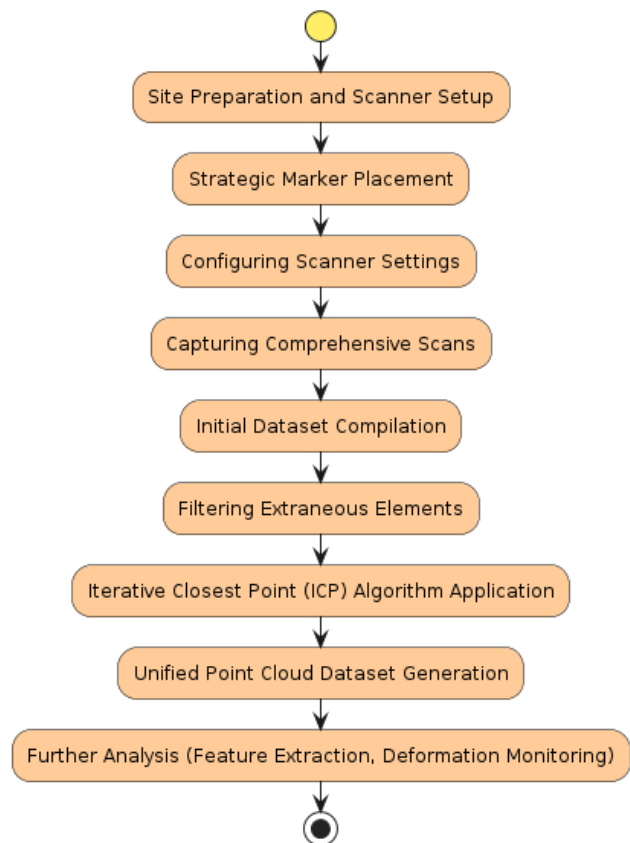 Site Preparation and Scanner Setup
Strategic Marker Placement
Configuring Scanner Settings
Capturing Comprehensive Scans
Initial Dataset Compilation
Filtering Extraneous Elements
Iterative Closest Point (ICP) Algorithm Application
Unified Point Cloud Dataset Generation
Further Analysis (Feature Extraction, Deformation Monitoring)